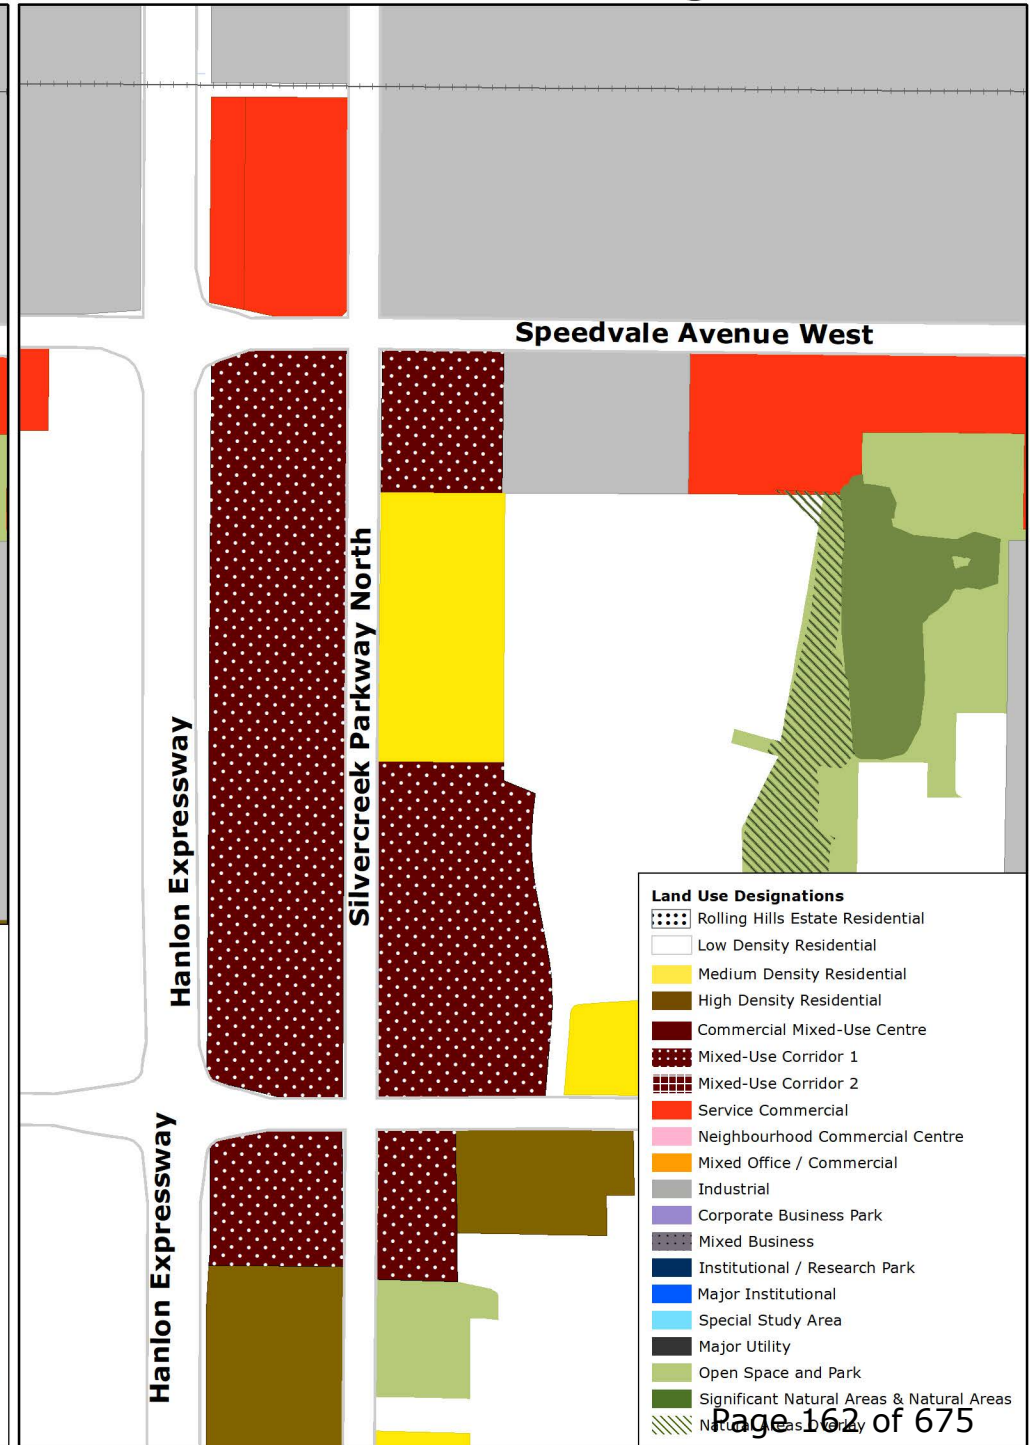 Speedvale Avenue West
Silvercreek Parkway North
Hanlon Expressway
Hanlon Expressway
Land Use Designations
Rolling Hills Estate Residential
Low Density Residential
Medium Density Residential
High Density Residential
Commercial Mixed-Use Centre
Mixed-Use Corridor 1
Mixed-Use Corridor 2
Service Commercial
Neighbourhood Commercial Centre
Mixed Office / Commercial
Industrial
Corporate Business Park
Mixed Business
Institutional / Research Park
Major Institutional
Special Study Area
Major Utility
Open Space and Park
Significant Natural Areas & Natural Areas
Natural Areas Overlay
Page 162 of 675